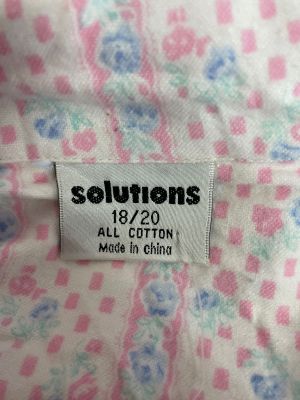 solutions
18/20
ALL COTTON
Made in China